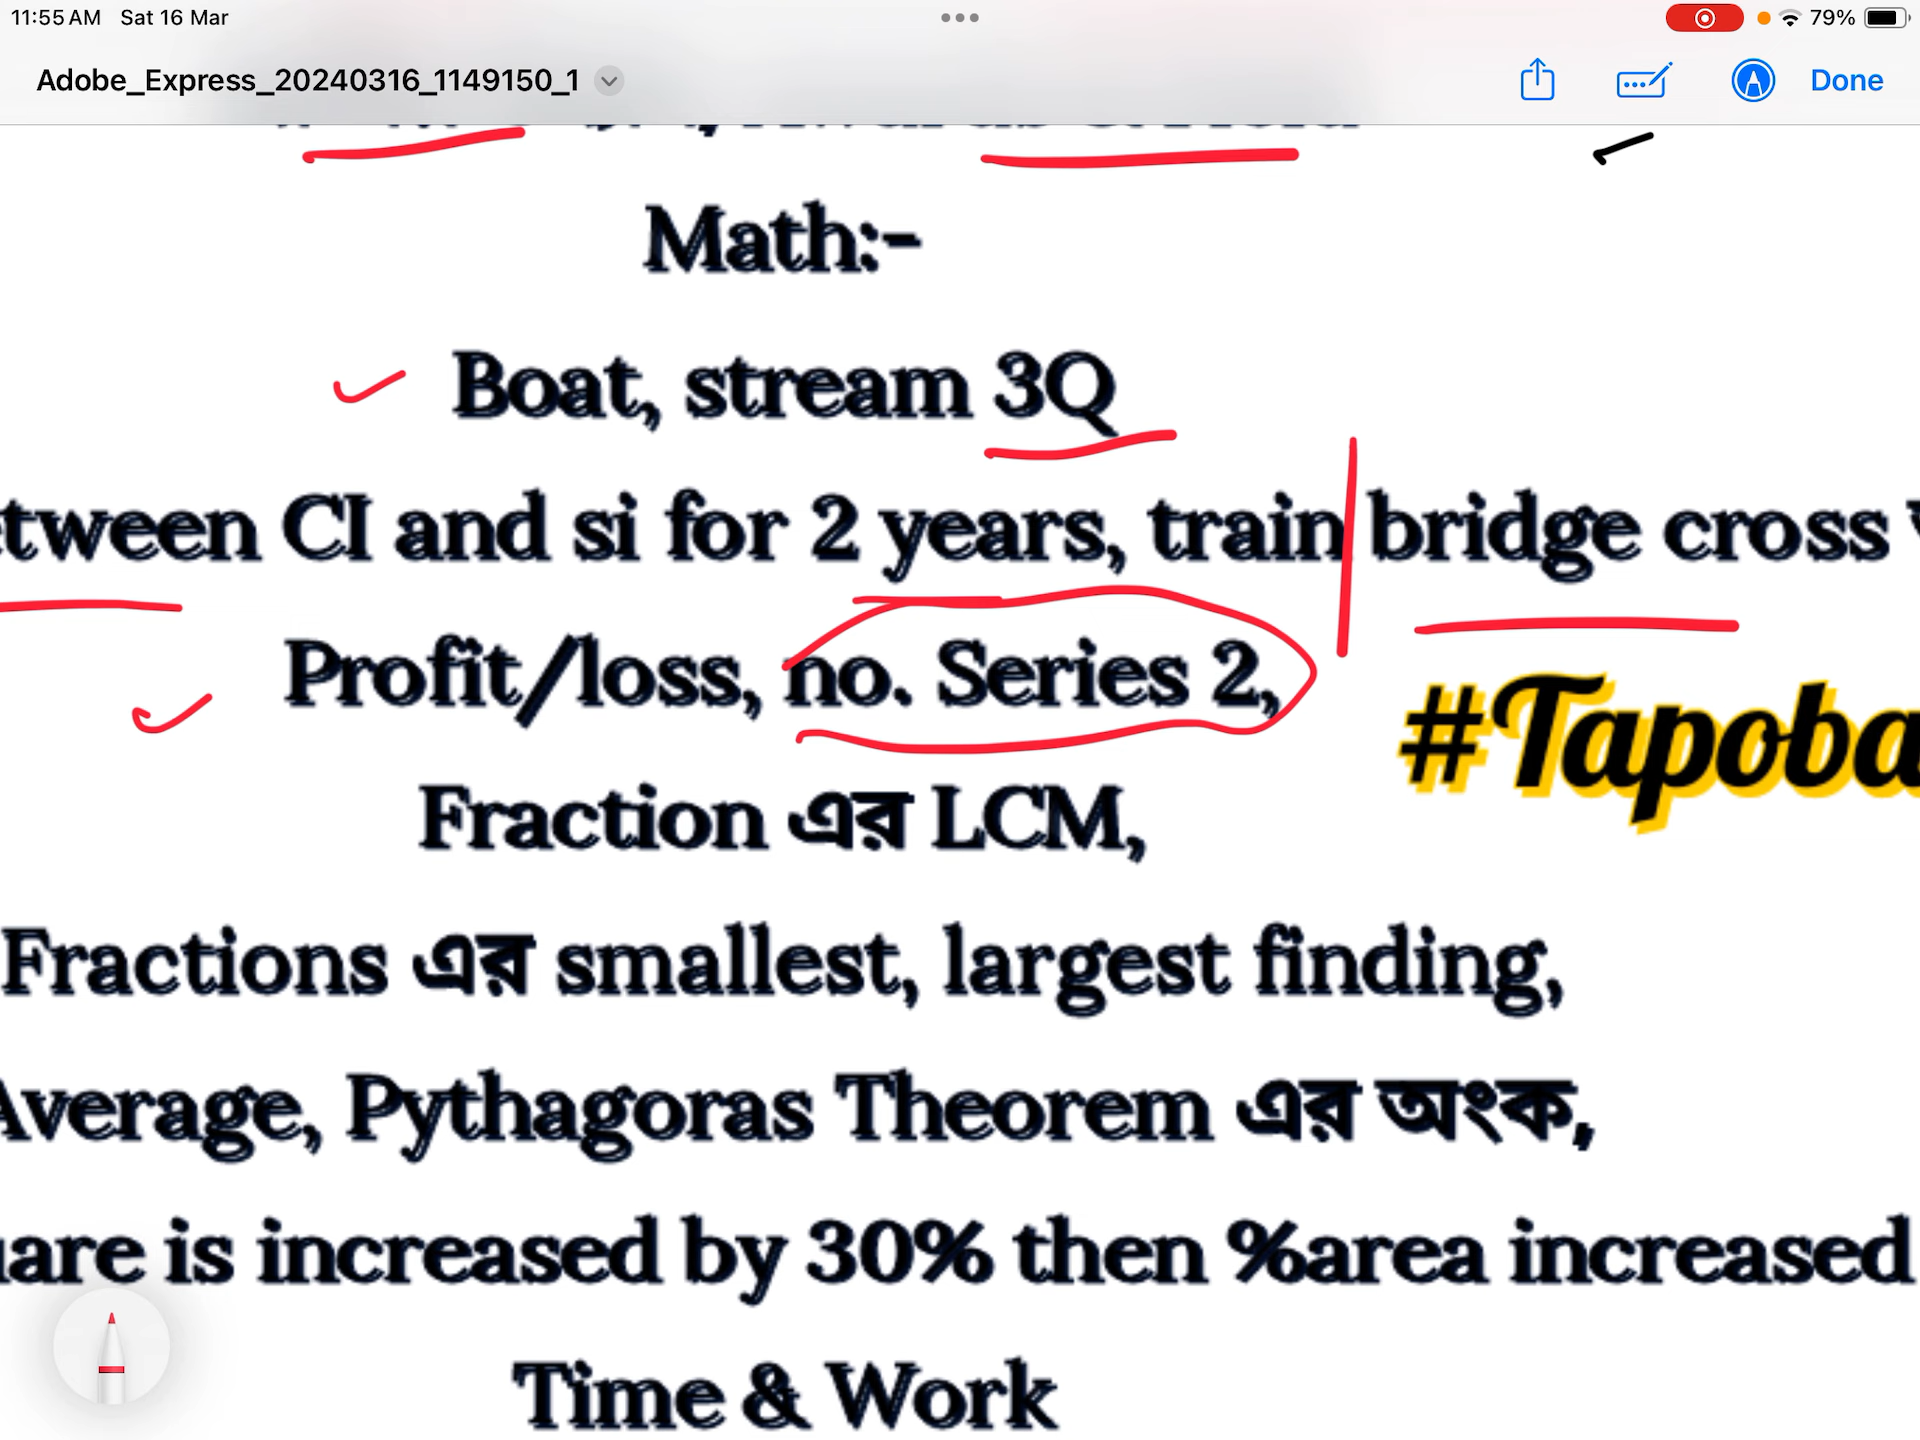 11:55 AM Sat 16 Mar
79%
Adobe_Express_20240316_1149150_1
Done
Math:-
Boat, stream 3Q
CI and si for 2 years, train bridge cross
Profit/loss, no. Series 2,
#Tapoba
Fraction এর LCM,
Fractions এর smallest, largest finding,
Average, Pythagoras Theorem এর অংক,
is increased by 30% then %area increased
Time & Work